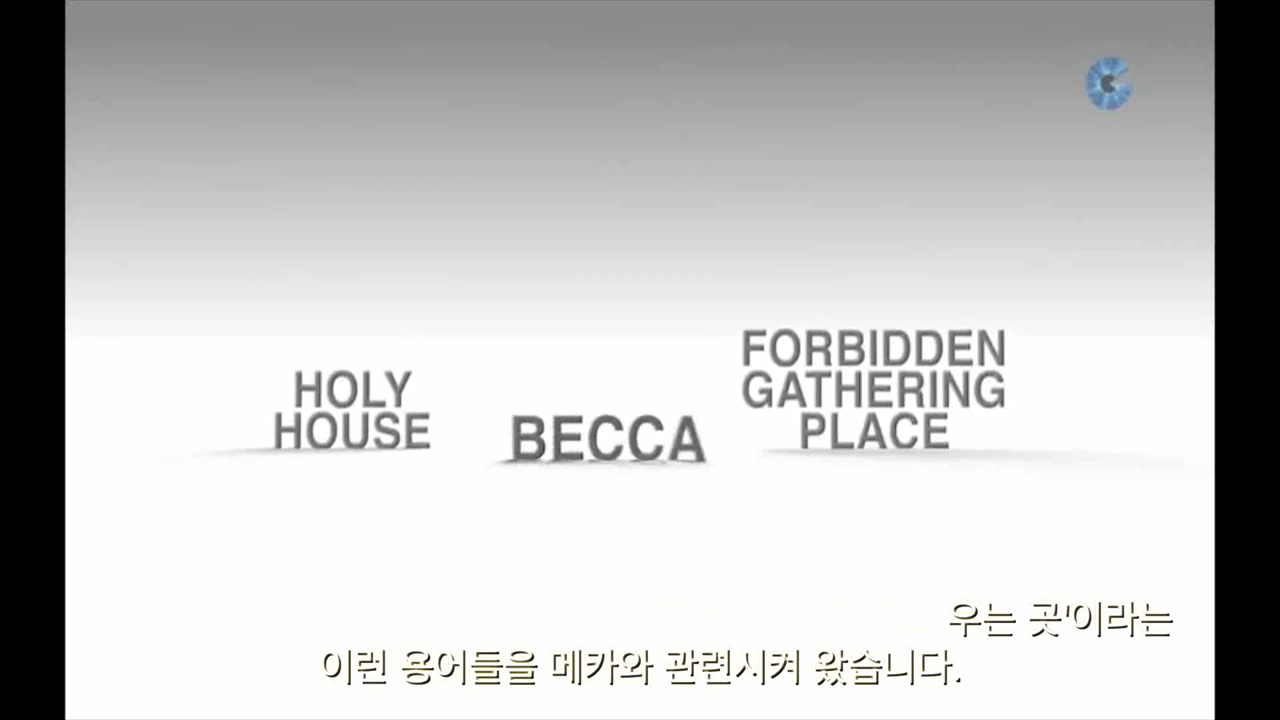 HOLY
HOUSE
BECCA
FORBIDDEN
GATHERING
PLACE
우는 곳'이라는
이런 용어들을 메카와 관련시켜 왔습니다.